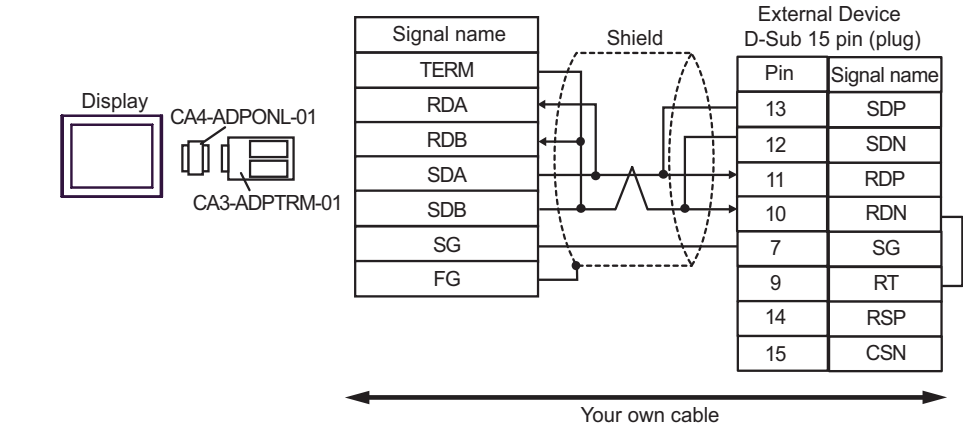 Display
CA4-ADPONL-01
CA3-ADPTRM-01
Signal name
TERM
RDA
RDB
SDA
SDB
SG
FG
Shield
External Device
D-Sub 15 pin (plug)
Pin Signal name
13 SDP
12 SDN
11 RDP
10 RDN
7 SG
9 RT
14 RSP
15 CSN
Your own cable